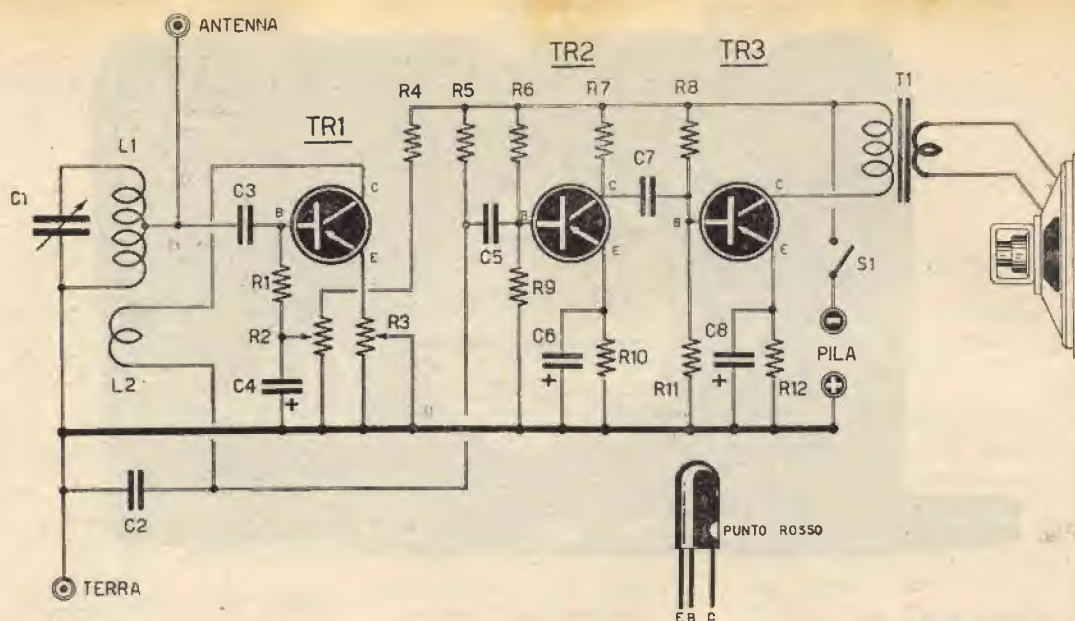 ANTENNA
TR1
TR2
TR3
T1
R4
R5
R6
R7
R8
L1
C1
C3
B
C
E
C5
B
C
E
C7
B
C
E
S1
R1
R2
R3
R9
C4
+
C6
+
R10
R11
C8
+
R12
PILA
-
+
L2
C2
PUNTO ROSSO
TERRA
E B C